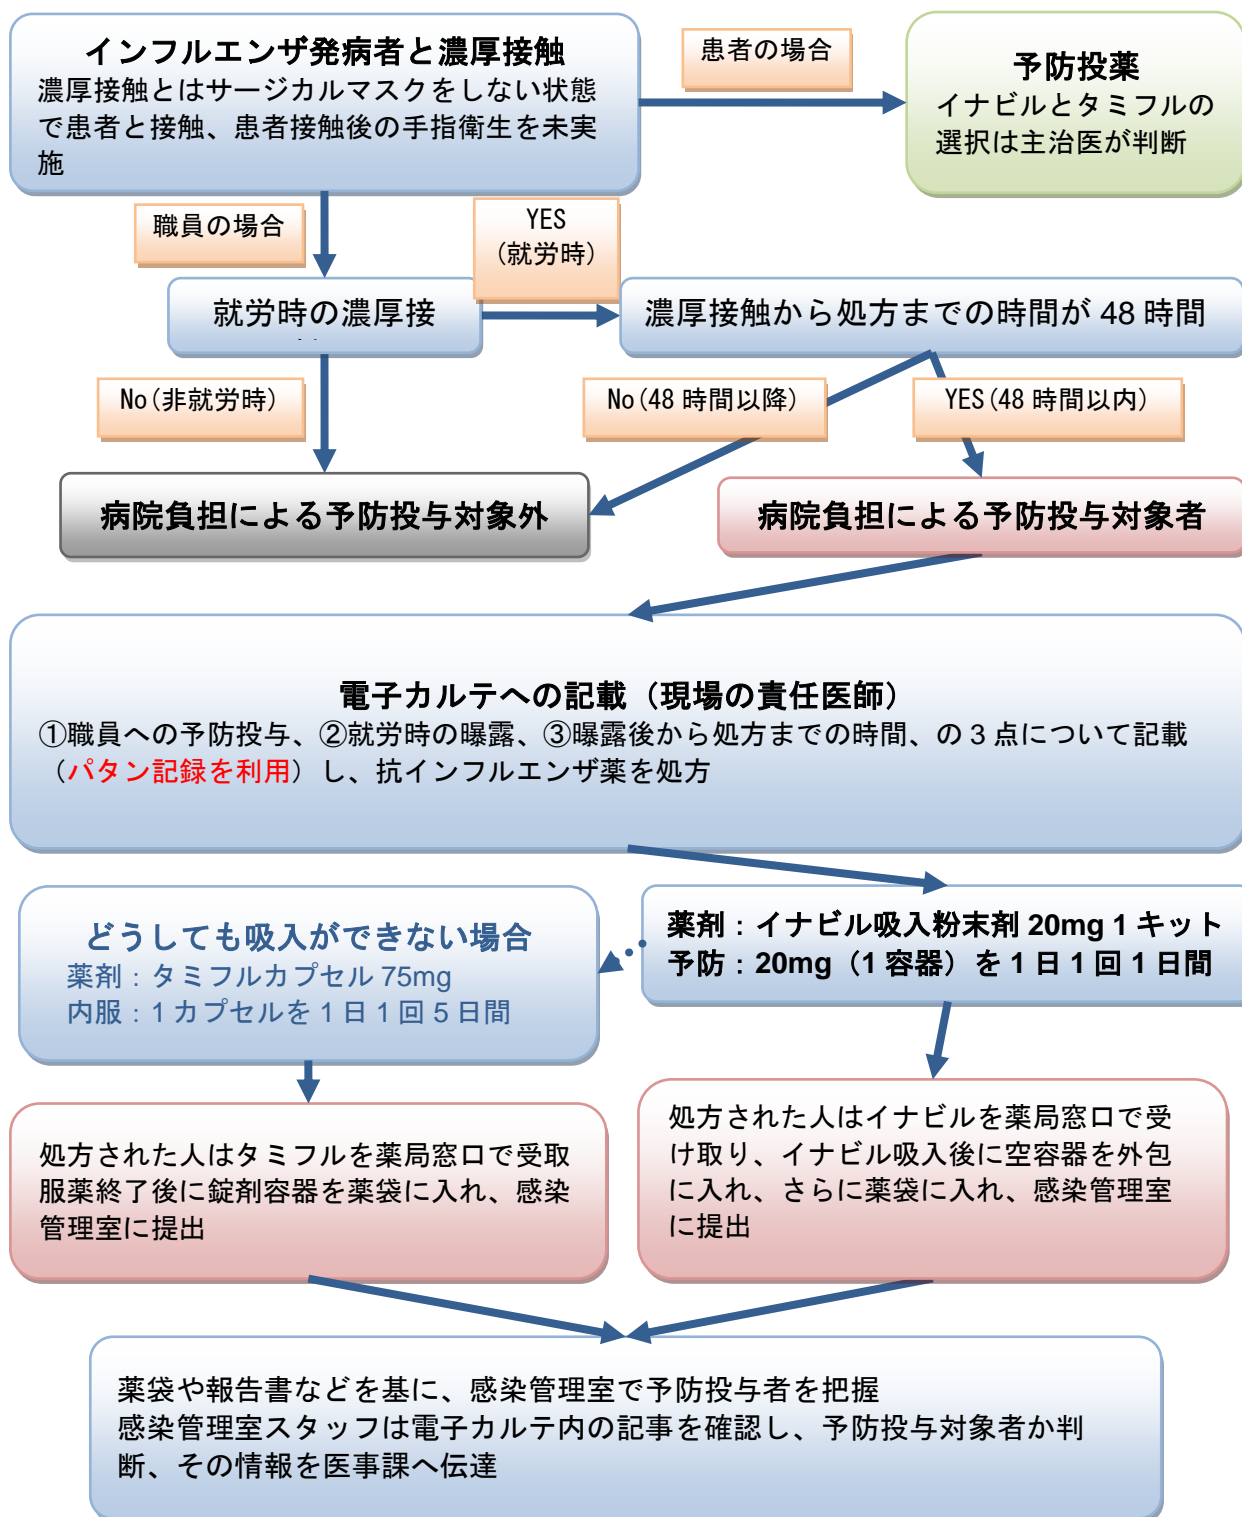 インフルエンザ発病者と濃厚接触
濃厚接触とはサージカルマスクをしない状態
で患者と接触、患者接触後の手指衛生を未実
施
患者の場合
予防投薬
イナビルとタミフルの
選択は主治医が判断
職員の場合
YES
(就労時)
就労時の濃厚接
濃厚接触から処方までの時間が 48 時間
No(非就労時)
No(48 時間以降)
YES(48 時間以内)
病院負担による予防投与対象外
病院負担による予防投与対象者
電子カルテへの記載（現場の責任医師）
①職員への予防投与、②就労時の曝露、③曝露後から処方までの時間、の 3 点について記載
（パタン記録を利用）し、抗インフルエンザ薬を処方
どうしても吸入ができない場合
薬剤：タミフルカプセル 75mg
内服：1 カプセルを 1 日 1 回 5 日間
薬剤：イナビル吸入粉末剤 20mg 1 キット
予防：20mg（1 容器）を 1 日 1 回 1 日間
処方された人はタミフルを薬局窓口で受取
服薬終了後に錠剤容器を薬袋に入れ、感染
管理室に提出
処方された人はイナビルを薬局窓口で受
け取り、イナビル吸入後に空容器を外包
に入れ、さらに薬袋に入れ、感染管理室
に提出
薬袋や報告書などを基に、感染管理室で予防投与者を把握
感染管理室スタッフは電子カルテ内の記事を確認し、予防投与対象者か判
断、その情報を医事課へ伝達